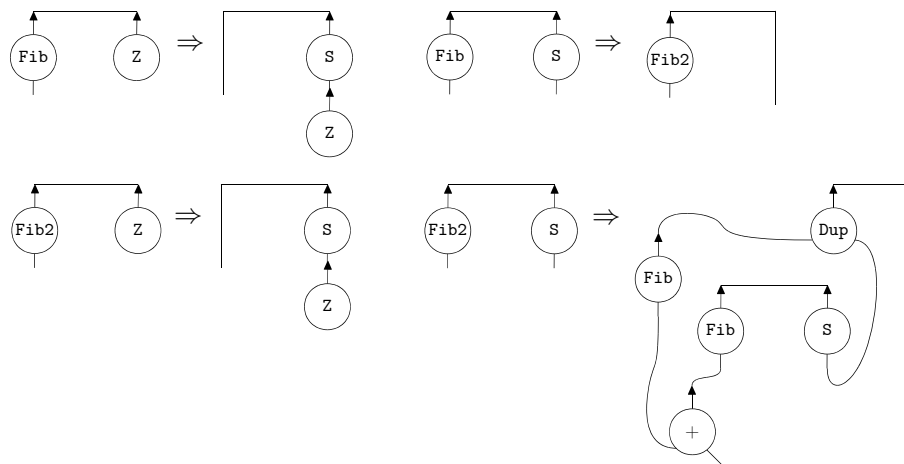 Fib Z ⇒ S Fib S ⇒ Fib2
Z
Fib2 Z ⇒ S Fib2 S ⇒ Dup
Fib
Z
Fib S
+